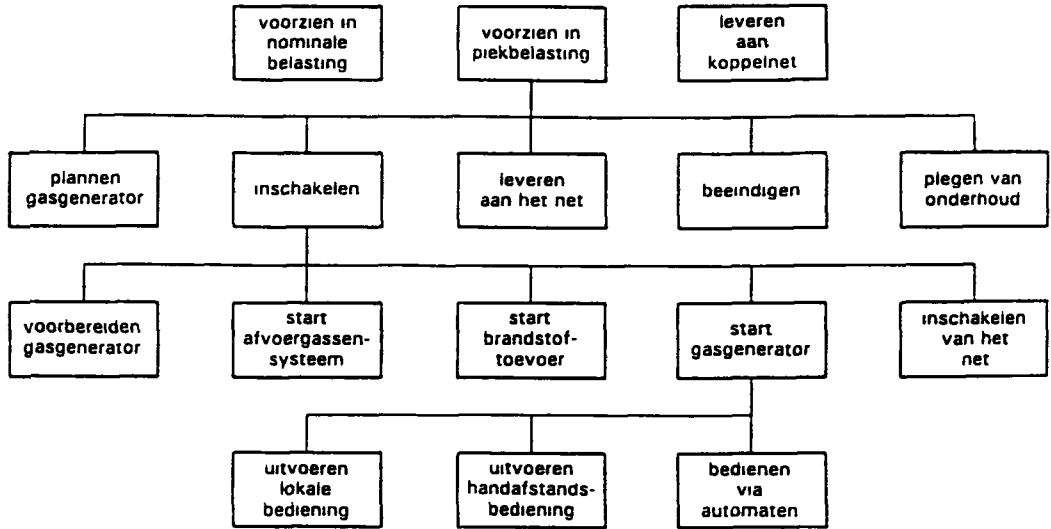 voorzien in
nominale
belasting
voorzien in
piekbelasting
leveren
aan
koppelnet
plannen
gasgenerator
inschakelen
leveren
aan het net
beeindigen
plegen van
onderhoud
voorbereiden
gasgenerator
start
afvoergassen-
systeem
start
brandstof-
toevoer
start
gasgenerator
inschakelen
van het
net
uitvoeren
lokale
bediening
uitvoeren
handafstands-
bediening
bedienen
via
automaten